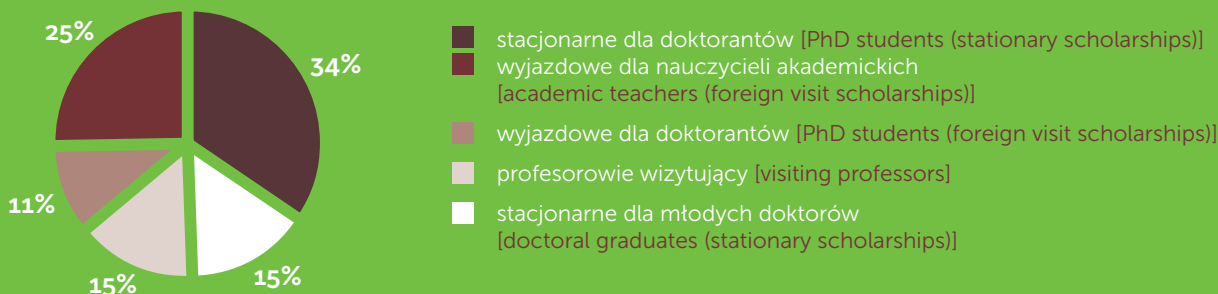 25%
34%
11%
15%
15%
stacjonarne dla doktorantów [PhD students (stationary scholarships)]
wyjazdowe dla nauczycieli akademickich
[academic teachers (foreign visit scholarships)]
wyjazdowe dla doktorantów [PhD students (foreign visit scholarships)]
profesorowie wizytujący [visiting professors]
stacjonarne dla młodych doktorów
[doctoral graduates (stationary scholarships)]